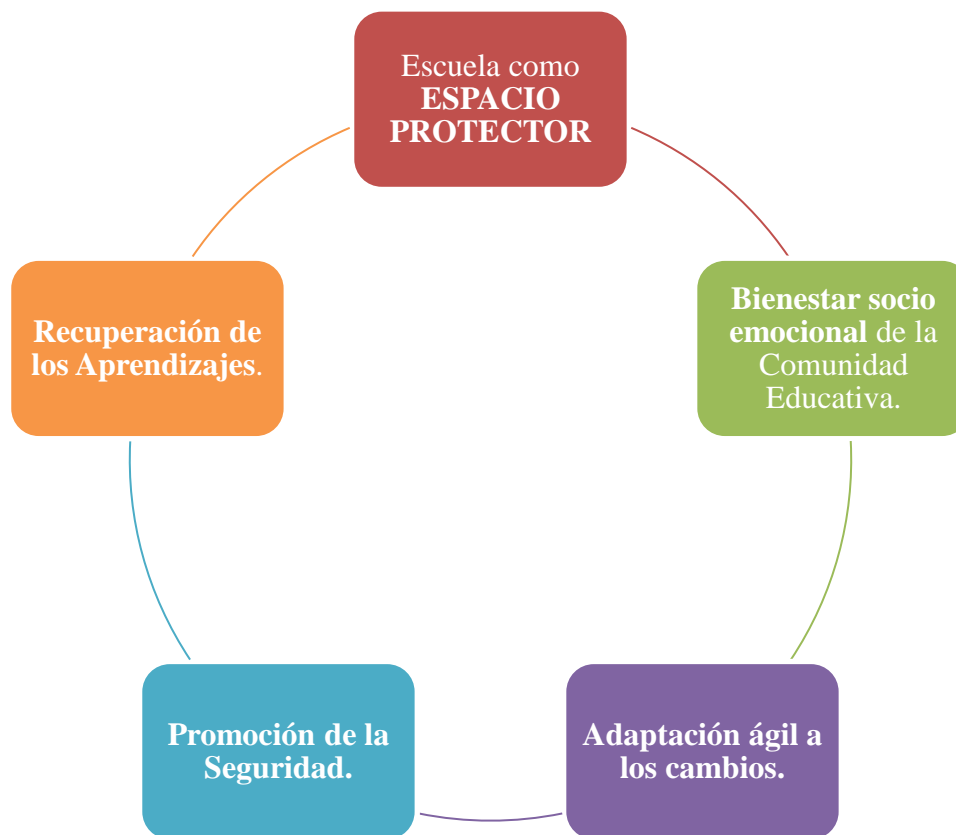 Escuela como
ESPACIO
PROTECTOR
Bienestar socio
emocional de la
Comunidad
Educativa.
Adaptación ágil a
los cambios.
Promoción de la
Seguridad.
Recuperación de
los Aprendizajes.